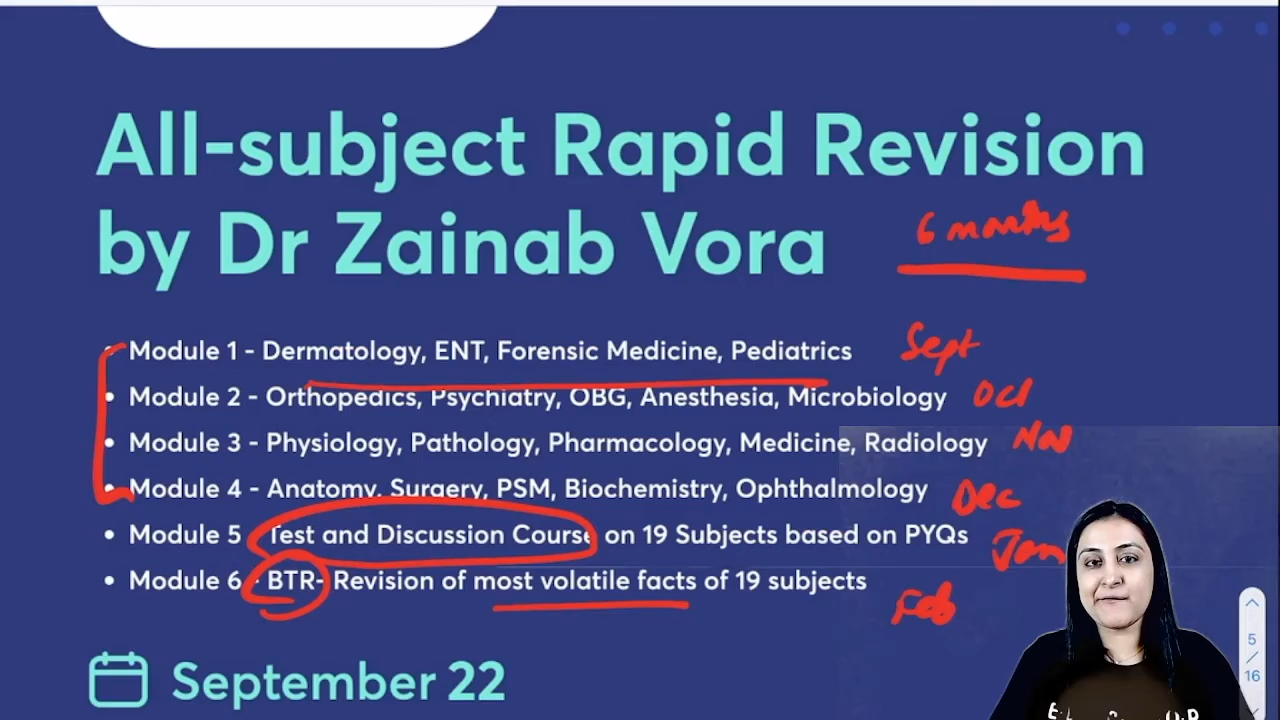 All-subject Rapid Revision
by Dr Zainab Vora
6 months
• Module 1 - Dermatology, ENT, Forensic Medicine, Pediatrics Sept
• Module 2 - Orthopedics, Psychiatry, OBG, Anesthesia, Microbiology Oct
• Module 3 - Physiology, Pathology, Pharmacology, Medicine, Radiology Nov
• Module 4 - Anatomy, Surgery, PSM, Biochemistry, Ophthalmology Dec
• Module 5 - Test and Discussion Course on 19 Subjects based on PYQs Jan
• Module 6 - BTR- Revision of most volatile facts of 19 subjects Feb
September 22
5
/
16